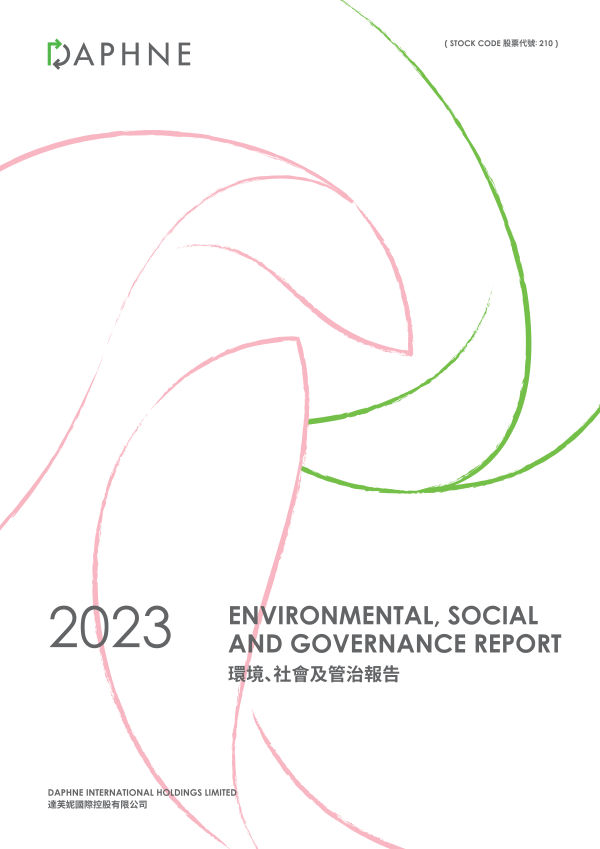 DAPHNE
( STOCK CODE 股票代號: 210 )
2023
ENVIRONMENTAL, SOCIAL
AND GOVERNANCE REPORT
環境、社會及管治報告
DAPHNE INTERNATIONAL HOLDINGS LIMITED
達芙妮國際控股有限公司